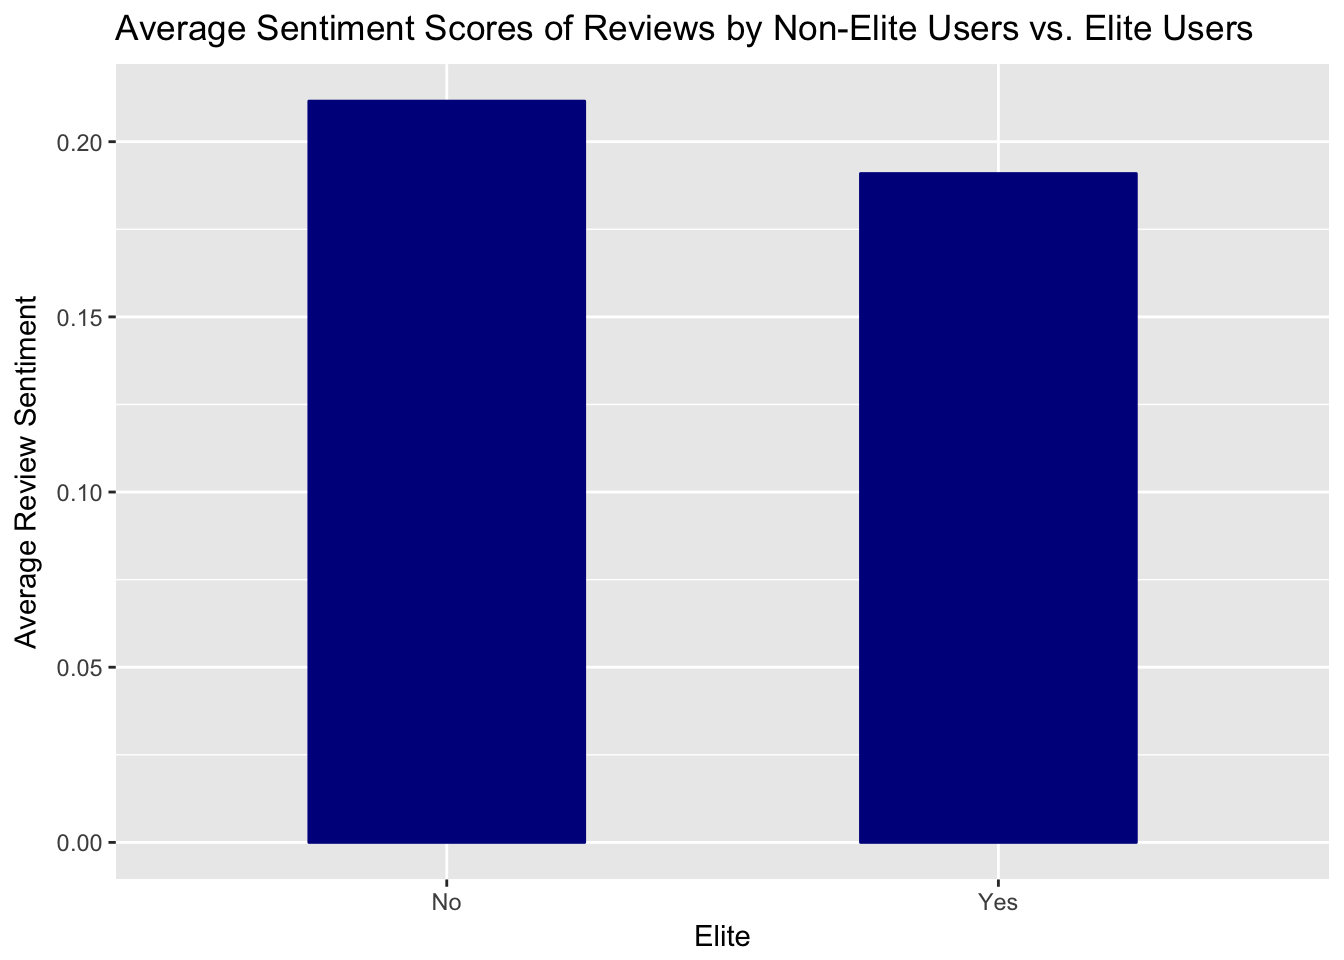 Average Sentiment Scores of Reviews by Non-Elite Users vs. Elite Users
Average Review Sentiment
0.20
0.15
0.10
0.05
0.00
No
Yes
Elite